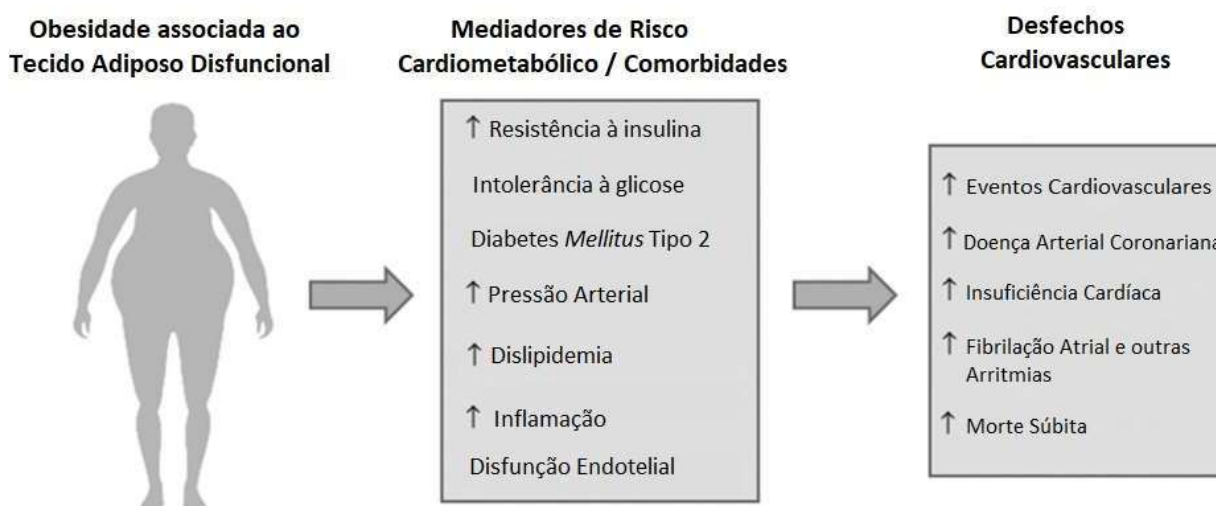 Obesidade associada ao
Tecido Adiposo Disfuncional
Mediadores de Risco
Cardiometabólico / Comorbidades
↑ Resistência à insulina
Intolerância à glicose
Diabetes Mellitus Tipo 2
↑ Pressão Arterial
↑ Dislipidemia
↑ Inflamação
Disfunção Endotelial
Desfechos
Cardiovasculares
↑ Eventos Cardiovasculares
↑ Doença Arterial Coronariana
↑ Insuficiência Cardíaca
↑ Fibrilação Atrial e outras
Arritmias
↑ Morte Súbita